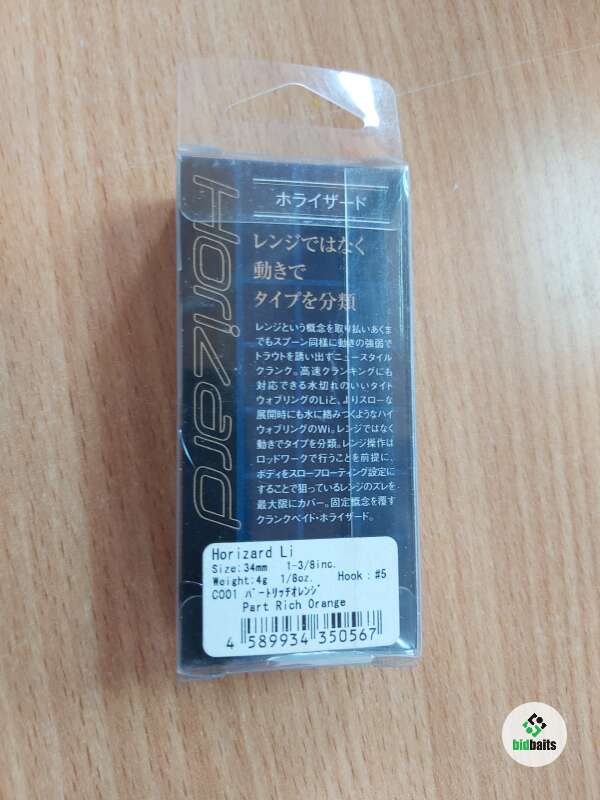 Horizard
ホライザード
レンジではなく
動きで
タイプを分類
レンジという概念を取り払いあくま
でもスプーン同様に動きの強弱で
トラウトを誘い出すニュースタイル
クランク。高速クランキングにも
対応できる水切れのいいタイト
ウォブリングのLiと、よりスローな
展開時にも水に絡みつくようなハイ
ウォブリングのWi。レンジではなく
動きでタイプを分類。レンジ操作は
ロッドワークで行うことを前提に、
ボディをスローフローティング設定に
することで狙っているレンジのズレを
最大限にカバー。固定概念を覆す
クランクベイド・ホライザード。
Horizard Li
Size:34mm 1-3/8inc.
Weight:4g 1/8oz. Hook：#5
C001 パートリッチオレンジ
Part Rich Orange
4 589934 350567
bidbaits